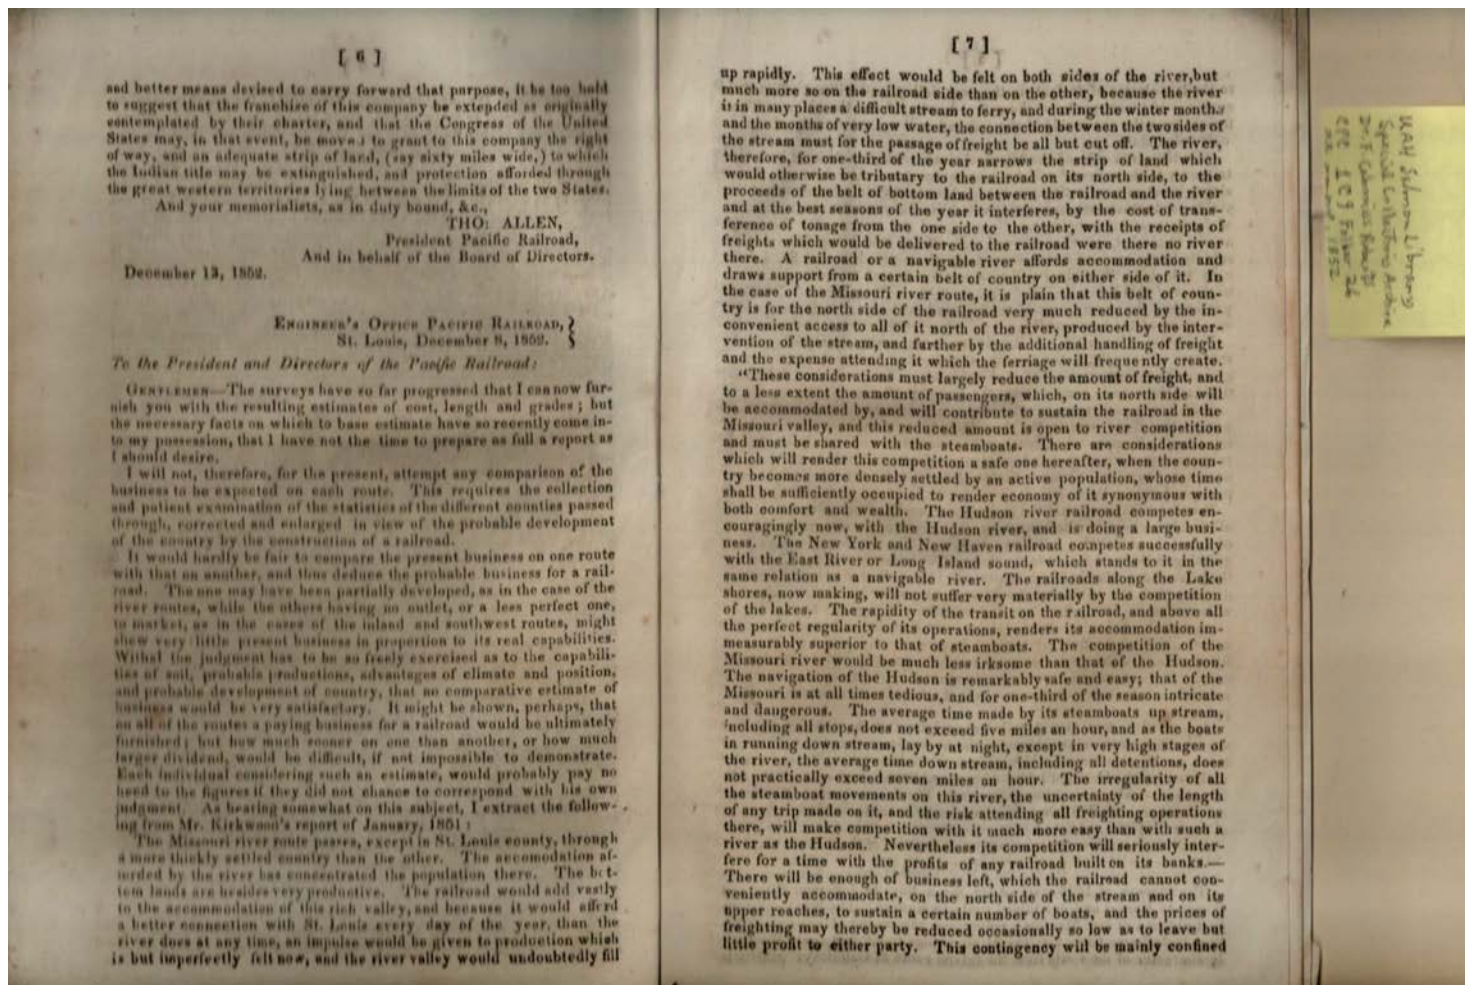 [ 6 ]
and better means devised to carry forward that purpose, it be too bold
to suggest that the franchise of this company be extended as originally
contemplated by their charter, and that the Congress of the United
States may, in that event, be moved to grant to this company the right
of way, and an adequate strip of land, (say sixty miles wide,) to which
the Indian title may be extinguished, and protection afforded through
the great western territories lying between the limits of the two States.
And your memorialists, as in duty bound, &c.,
THO: ALLEN,
President Pacific Railroad,
And in behalf of the Board of Directors.
December 13, 1852.
ENGINEER'S OFFICE PACIFIC RAILROAD, }
St. Louis, December 8, 1852. }
To the President and Directors of the Pacific Railroad:
GENTLEMEN—The surveys have so far progressed that I can now fur-
nish you with the resulting estimates of cost, length and grades; but
the necessary facts on which to base estimate have so recently come in-
to my possession, that I have not the time to prepare as full a report as
I should desire.
I will not, therefore, for the present, attempt any comparison of the
business to be expected on each route. This requires the collection
and patient examination of the statistics of the different counties passed
through, corrected and enlarged in view of the probable development
of the country by the construction of a railroad.
It would hardly be fair to compare the present business on one route
with that on another, and thus deduce the probable business for a rail-
road. The one may have been partially developed, as in the case of the
river routes, while the others having no outlet, or a less perfect one,
to market, as in the cases of the inland and southwest routes, might
show very little present business in proportion to its real capabilities.
Withal the judgment has to be so freely exercised as to the capabili-
ties of soil, probable productions, advantages of climate and position,
and probable development of country, that no comparative estimate of
business would be very satisfactory. It might be shown, perhaps, that
on all of the routes a paying business for a railroad would be ultimately
furnished; but how much sooner on one than another, or how much
larger dividend, would be difficult, if not impossible to demonstrate.
Each individual considering such an estimate, would probably pay no
heed to the figures if they did not chance to correspond with his own
judgment. As bearing somewhat on this subject, I extract the follow-
ing from Mr. Kirkwood's report of January, 1851:
The Missouri river route passes, except in St. Louis county, through
a more thickly settled country than the other. The accomodation af-
forded by the river has concentrated the population there. The bot-
tom lands are besides very productive. The railroad would add vastly
to the accommodation of this rich valley, and because it would afferd
a better connection with St. Louis every day of the year, than the
river does at any time, an impulse would be given to production which
is but imperfectly felt now, and the river valley would undoubtedly fill
[ 7 ]
up rapidly. This effect would be felt on both sides of the river, but
much more so on the railroad side than on the other, because the river
is in many places a difficult stream to ferry, and during the winter months
and the months of very low water, the connection between the two sides of
the stream must for the passage of freight be all but cut off. The river,
therefore, for one-third of the year narrows the strip of land which
would otherwise be tributary to the railroad on its north side, to the
proceeds of the belt of bottom land between the railroad and the river
and at the best seasons of the year it interferes, by the cost of trans-
ference of tonage from the one side to the other, with the receipts of
freights which would be delivered to the railroad were there no river
there. A railroad or a navigable river affords accommodation and
draws support from a certain belt of country on either side of it. In
the case of the Missouri river route, it is plain that this belt of coun-
try is for the north side of the railroad very much reduced by the in-
convenient access to all of it north of the river, produced by the inter-
vention of the stream, and farther by the additional handling of freight
and the expense attending it which the ferriage will frequently create.
"These considerations must largely reduce the amount of freight, and
to a less extent the amount of passengers, which, on its north side will
be accommodated by, and will contribute to sustain the railroad in the
Missouri valley, and this reduced amount is open to river competition
and must be shared with the steamboats. There are considerations
which will render this competition a safe one hereafter, when the coun-
try becomes more densely settled by an active population, whose time
shall be sufficiently occupied to render economy of it synonymous with
both comfort and wealth. The Hudson river railroad competes en-
couragingly now, with the Hudson river, and is doing a large busi-
ness. The New York and New Haven railroad competes successfully
with the East River or Long Island sound, which stands to it in the
same relation as a navigable river. The railroads along the Lake
shores, now making, will not suffer very materially by the competition
of the lakes. The rapidity of the transit on the railroad, and above all
the perfect regularity of its operations, renders its accommodation im-
measurably superior to that of steamboats. The competition of the
Missouri river would be much less irksome than that of the Hudson.
The navigation of the Hudson is remarkably safe and easy; that of the
Missouri is at all times tedious, and for one-third of the season intricate
and dangerous. The average time made by its steamboats up stream,
including all stops, does not exceed five miles an hour, and as the boats
in running down stream, lay by at night, except in very high stages of
the river, the average time down stream, including all detentions, does
not practically exceed seven miles an hour. The irregularity of all
the steamboat movements on this river, the uncertainty of the length
of any trip made on it, and the risk attending all freighting operations
there, will make competition with it much more easy than with such a
river as the Hudson. Nevertheless its competition will seriously inter-
fere for a time with the profits of any railroad built on its banks.—
There will be enough of business left, which the railroad cannot con-
veniently accommodate, on the north side of the stream and on its
upper reaches, to sustain a certain number of boats, and the prices of
freighting may thereby be reduced occasionally so low as to leave but
little profit to either party. This contingency will be mainly confined
UAH Salmon Library
Special Collections Archive
Dr. F
Folder 26
1852